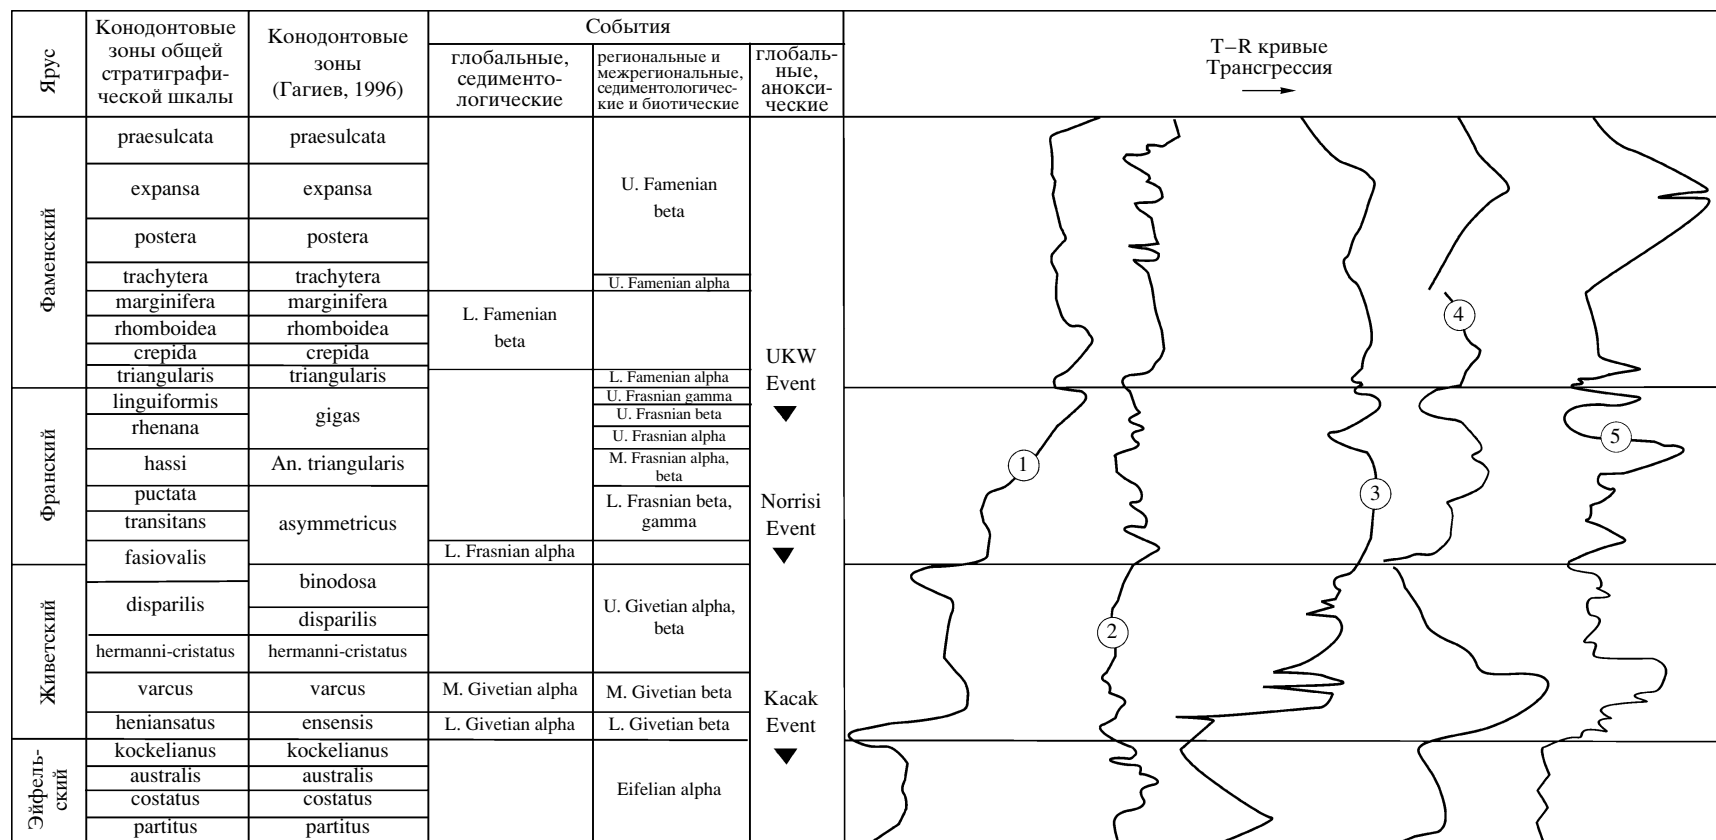 Ярус
Конодонтовые
зоны общей
стратиграфи-
ческой шкалы
Конодонтовые
зоны
(Гагиев, 1996)
События
глобальные,
седименто-
логические
региональные и
межрегиональные,
седиментологичес-
кие и биотические
глобаль-
ные,
анокси-
ческие
T–R кривые
Трансгрессия
Фаменский
Франский
Живетский
Эйфель-
ский
praesulcata
expansa
postera
trachytera
marginifera
rhomboidea
crepida
triangularis
linguiformis
rhenana
hassi
puctata
transitans
fasiovalis
disparilis
hermanni-cristatus
varcus
heniansatus
kockelianus
australis
costatus
partitus
praesulcata
expansa
postera
trachytera
marginifera
rhomboidea
crepida
triangularis
gigas
An. triangularis
asymmetricus
binodosa
disparilis
hermanni-cristatus
varcus
ensensis
kockelianus
australis
costatus
partitus
L. Famenian
beta
L. Frasnian alpha
M. Givetian alpha
L. Givetian alpha
U. Famenian
beta
U. Famenian alpha
L. Famenian alpha
U. Frasnian gamma
U. Frasnian beta
U. Frasnian alpha
M. Frasnian alpha,
beta
L. Frasnian beta,
gamma
U. Givetian alpha,
beta
M. Givetian beta
L. Givetian beta
Eifelian alpha
UKW
Event
Norrisi
Event
Kacak
Event
1
2
3
4
5